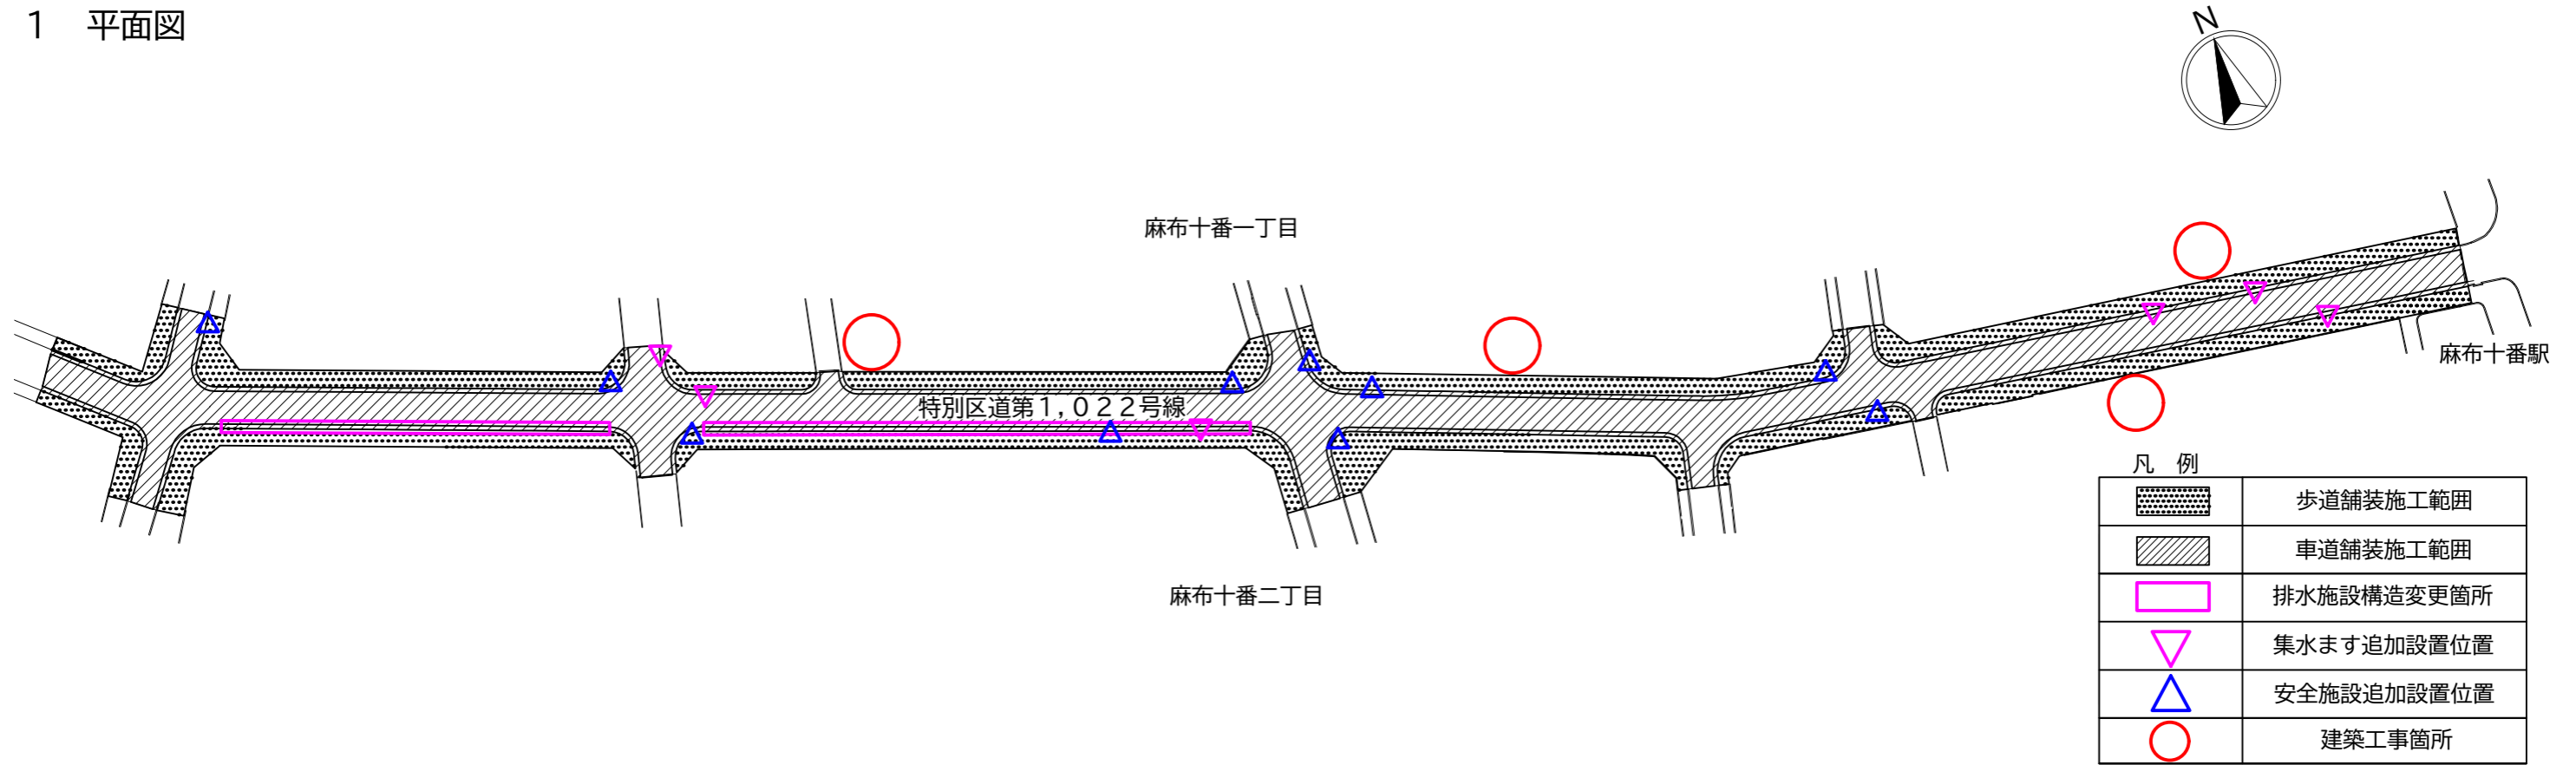 １　平面図
N
麻布十番一丁目
特別区道第１,０２２号線
麻布十番駅
麻布十番二丁目
凡　例
歩道舗装施工範囲
車道舗装施工範囲
排水施設構造変更箇所
集水ます追加設置位置
安全施設追加設置位置
建築工事箇所